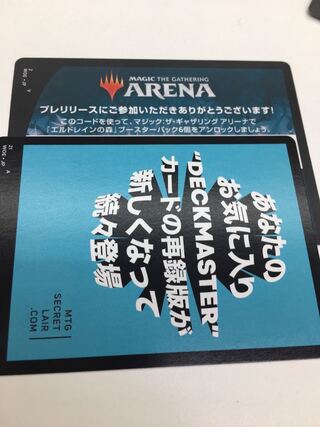 MAGIC THE GATHERING
ARENA
プレリリースにご参加いただきありがとうございます!
このコードを使って、マジック:ザ・ギャザリング アリーナで
「エルドレインの森」ブースターパック6個をアンロックしましょう。
あなたの
お気に入り
"DECKMASTER"
カードの再録版が
新しくなって
続々登場
MTG
SECRET
LAIR
.COM